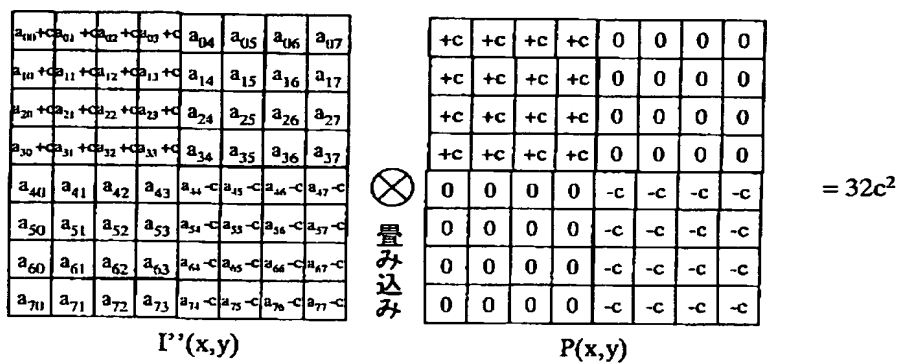 a00 +c a01 +c a02 +c a03 +c a04 a05 a06 a07
a10 +c a11 +c a12 +c a13 +c a14 a15 a16 a17
a20 +c a21 +c a22 +c a23 +c a24 a25 a26 a27
a30 +c a31 +c a32 +c a33 +c a34 a35 a36 a37
a40 a41 a42 a43 a44 -c a45 -c a46 -c a47 -c
a50 a51 a52 a53 a54 -c a55 -c a56 -c a57 -c
a60 a61 a62 a63 a64 -c a65 -c a66 -c a67 -c
a70 a71 a72 a73 a74 -c a75 -c a76 -c a77 -c
I’’(x,y)
⊗
畳み込み
+c +c +c +c 0 0 0 0
+c +c +c +c 0 0 0 0
+c +c +c +c 0 0 0 0
+c +c +c +c 0 0 0 0
0 0 0 0 -c -c -c -c
0 0 0 0 -c -c -c -c
0 0 0 0 -c -c -c -c
0 0 0 0 -c -c -c -c
P(x,y)
= 32c²